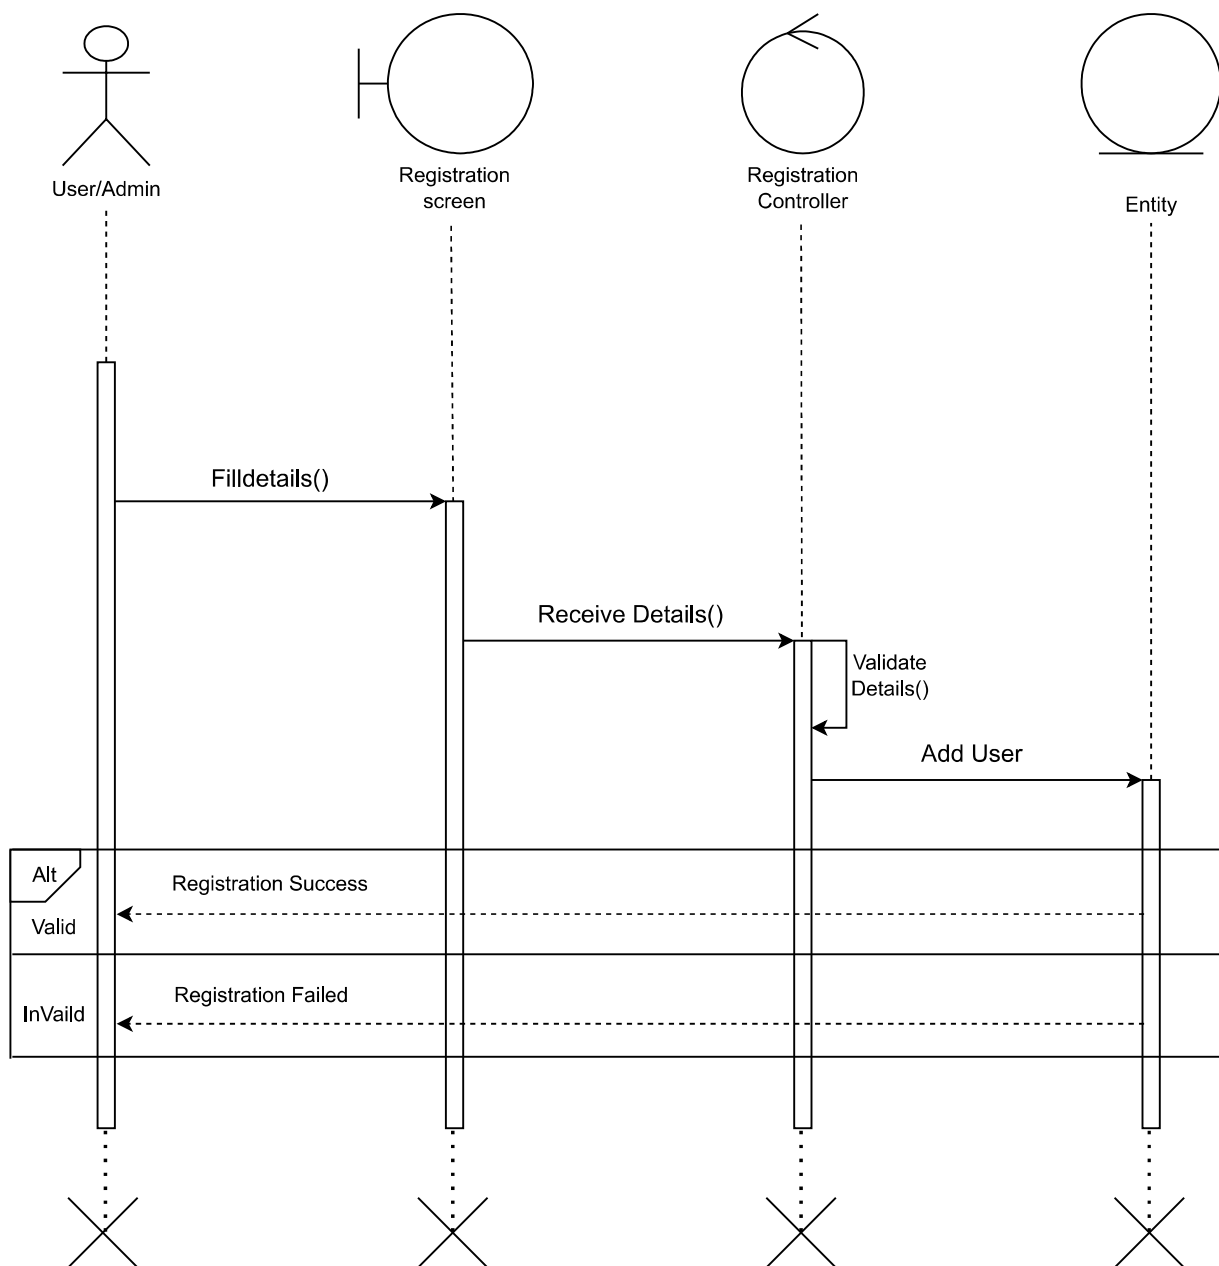 User/Admin
Registration
screen
Registration
Controller
Entity
Filldetails()
Receive Details()
Validate
Details()
Add User
Alt
Registration Success
Valid
Registration Failed
InVaild